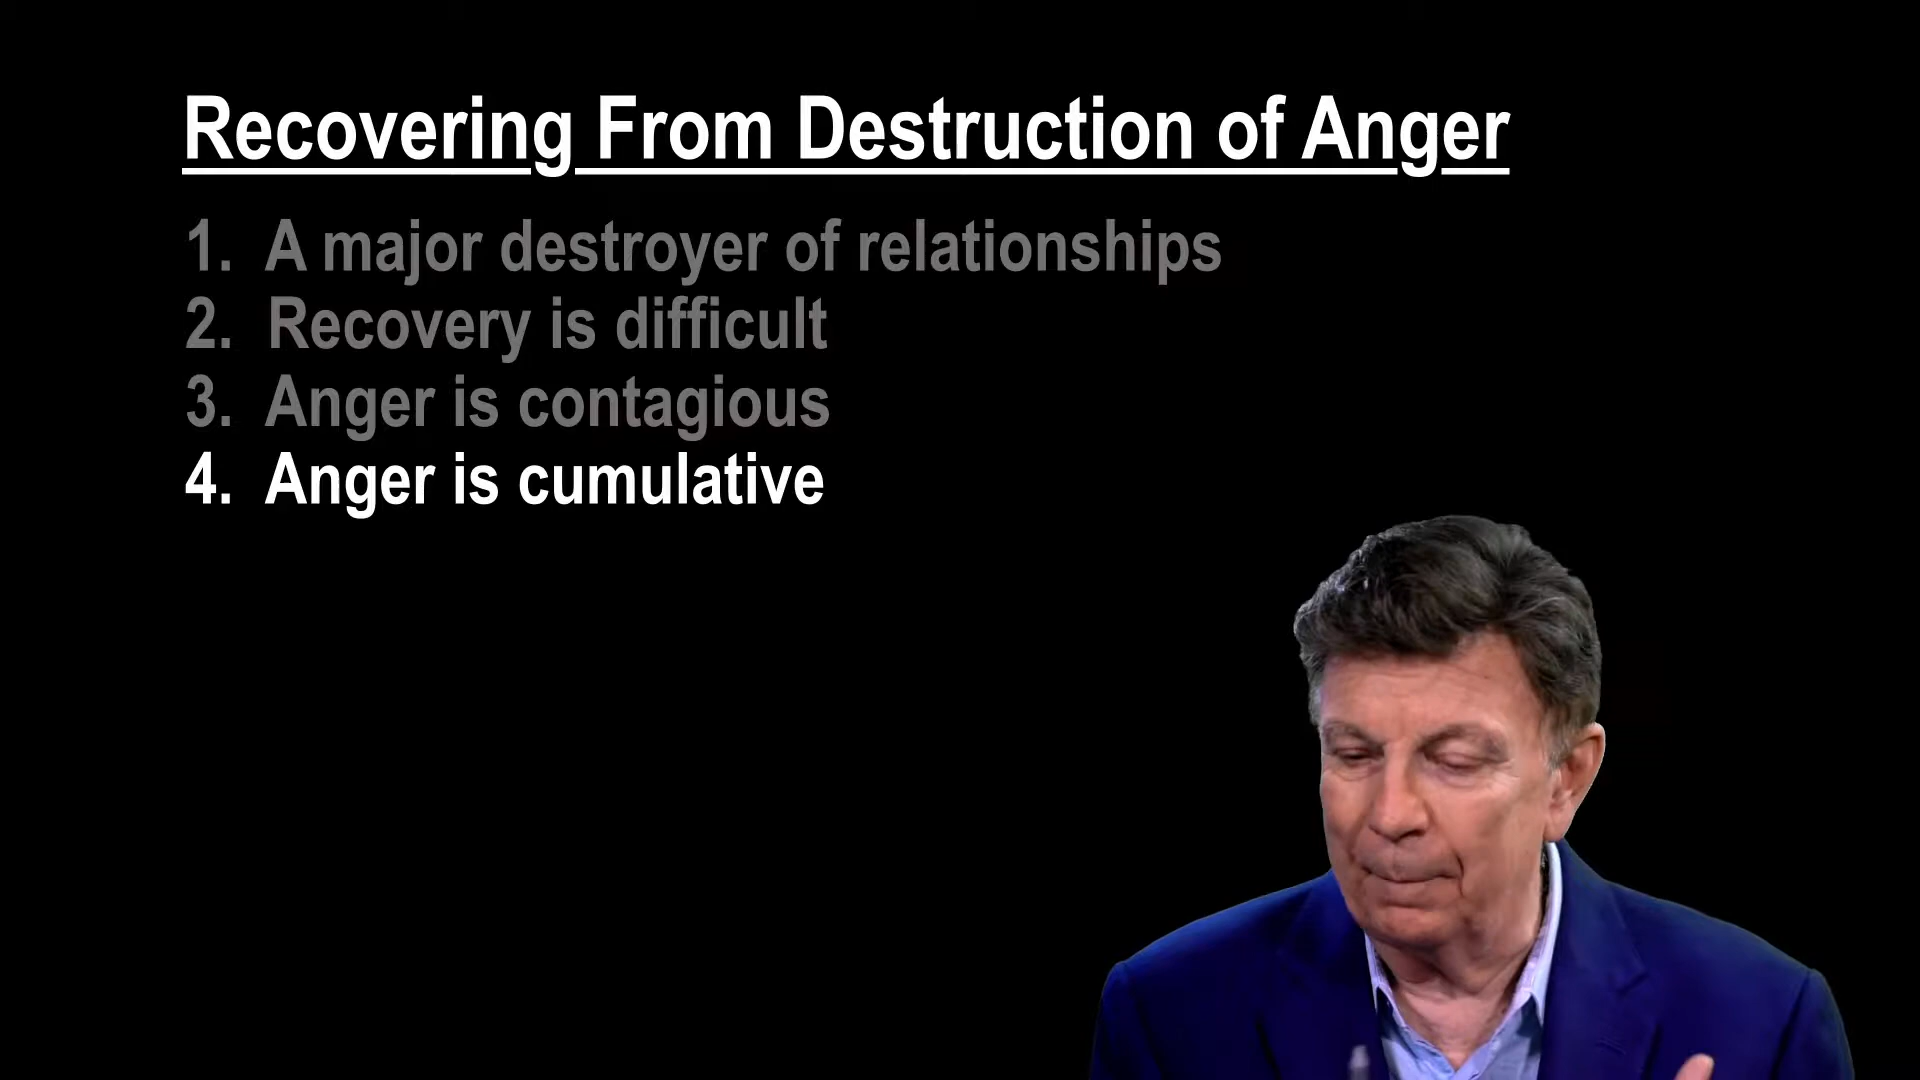 Recovering From Destruction of Anger
1. A major destroyer of relationships
2. Recovery is difficult
3. Anger is contagious
4. Anger is cumulative